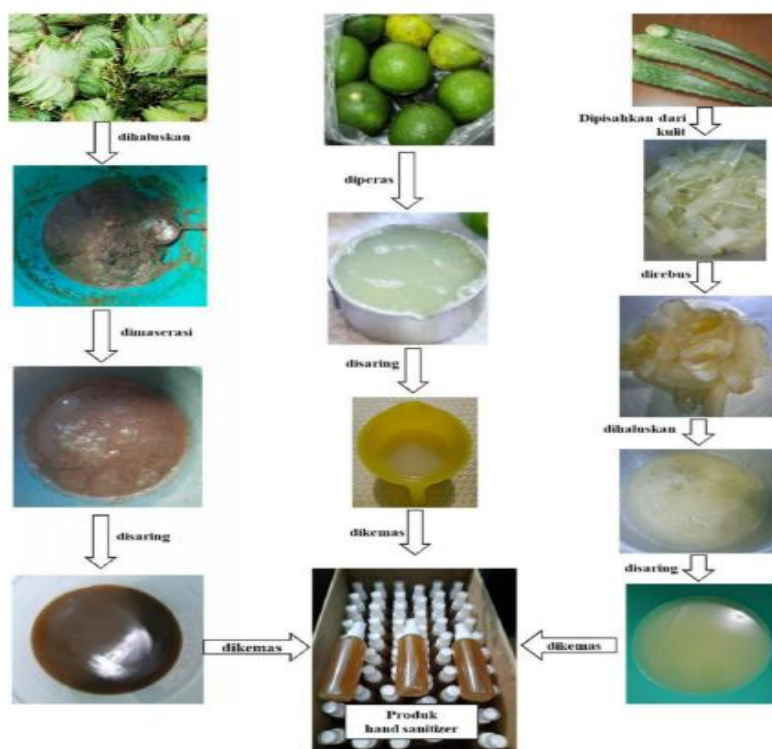 dihaluskan
dimaserasi
disaring
dikemas
diperas
disaring
dikemas
Dipisahkan dari
kulit
direbus
dihaluskan
disaring
dikemas
Produk
hand sanitizer